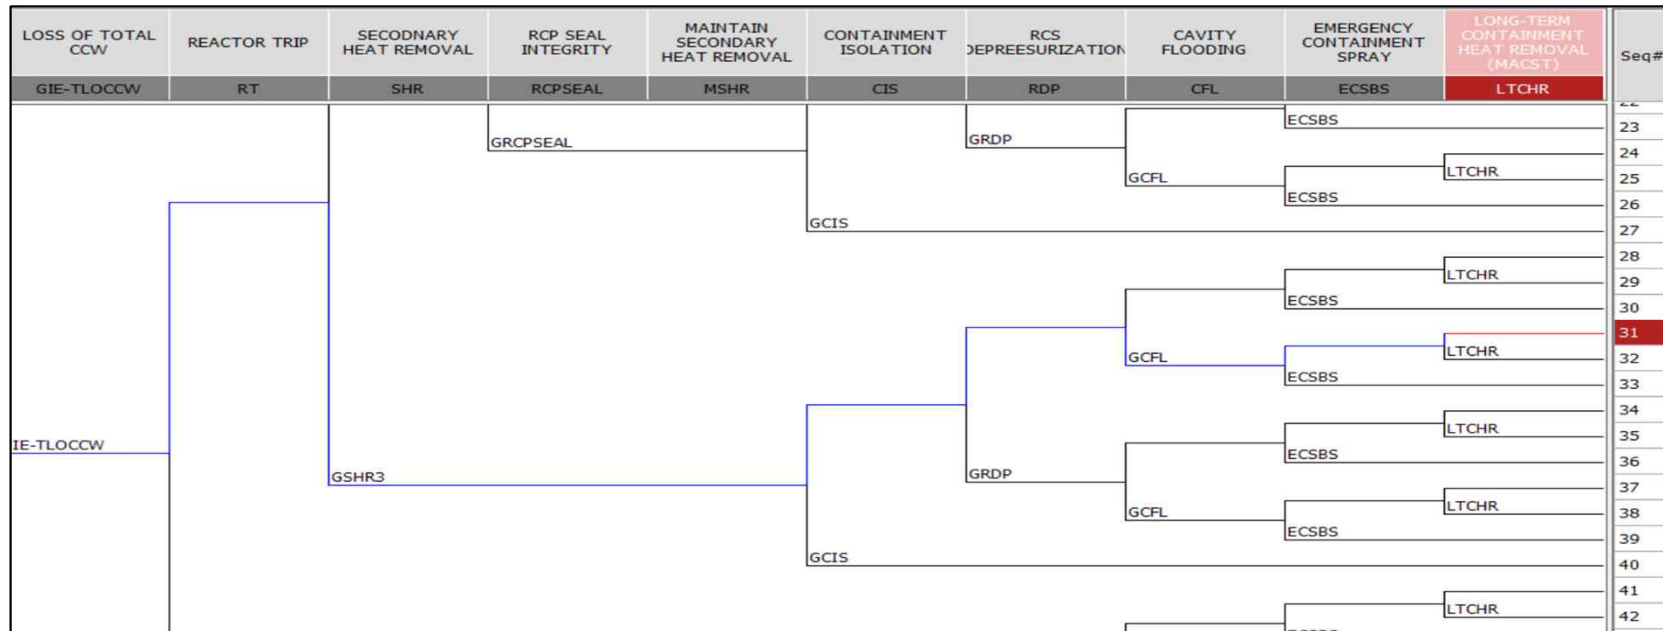 LOSS OF TOTAL
CCW
REACTOR TRIP
SECODNARY
HEAT REMOVAL
RCP SEAL
INTEGRITY
MAINTAIN
SECONDARY
HEAT REMOVAL
CONTAINMENT
ISOLATION
RCS
DEPREESURIZATION
CAVITY
FLOODING
EMERGENCY
CONTAINMENT
SPRAY
LONG-TERM
CONTAINMENT
HEAT REMOVAL
(MACST)
Seq#
GIE-TLOCCW
RT
SHR
RCPSEAL
MSHR
CIS
RDP
CFL
ECSBS
LTCHR
ECSBS
23
GRCPSEAL
GRDP
24
LTCHR
GCFL
25
ECSBS
26
GCIS
27
28
LTCHR
29
ECSBS
30
31
LTCHR
GCFL
32
ECSBS
33
34
LTCHR
35
IE-TLOCCW
ECSBS
36
GSHR3
GRDP
37
LTCHR
38
GCFL
ECSBS
39
GCIS
40
41
LTCHR
42